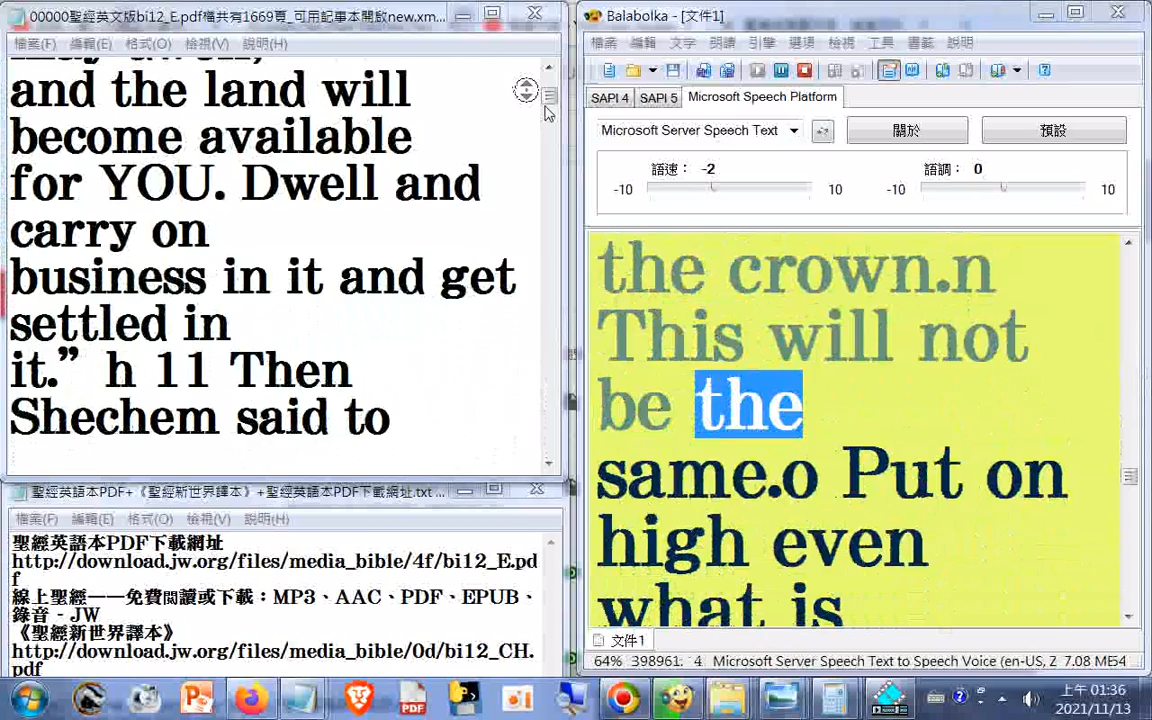 00000聖經英文版bi12_E.pdf檔共有1669頁_可用記事本開啟new.xm...
檔案(F) 編輯(E) 格式(O) 檢視(V) 說明(H)
and the land will
become available
for YOU. Dwell and
carry on
business in it and get
settled in
it.” h 11 Then
Shechem said to
聖經英語本PDF+《聖經新世界譯本》+聖經英語本PDF下載網址.txt ...
檔案(F) 編輯(E) 格式(O) 檢視(V) 說明(H)
聖經英語本PDF下載網址
http://download.jw.org/files/media_bible/4f/bi12_E.pd
f
線上聖經——免費閱讀或下載：MP3、AAC、PDF、EPUB、
錄音 - JW
《聖經新世界譯本》
http://download.jw.org/files/media_bible/0d/bi12_CH.
pdf
Balabolka - [文件1]
檔案 編輯 文字 朗讀 引擎 選項 檢視 工具 書籤 說明
SAPI 4 SAPI 5 Microsoft Speech Platform
Microsoft Server Speech Text 關於 預設
語速： -2 語調： 0
-10 10 -10 10
the crown.n
This will not
be the
same.o Put on
high even
what is
文件1
64% 398961: 4 Microsoft Server Speech Text to Speech Voice (en-US, Z 7.08 ME54
上午 01:36
2021/11/13